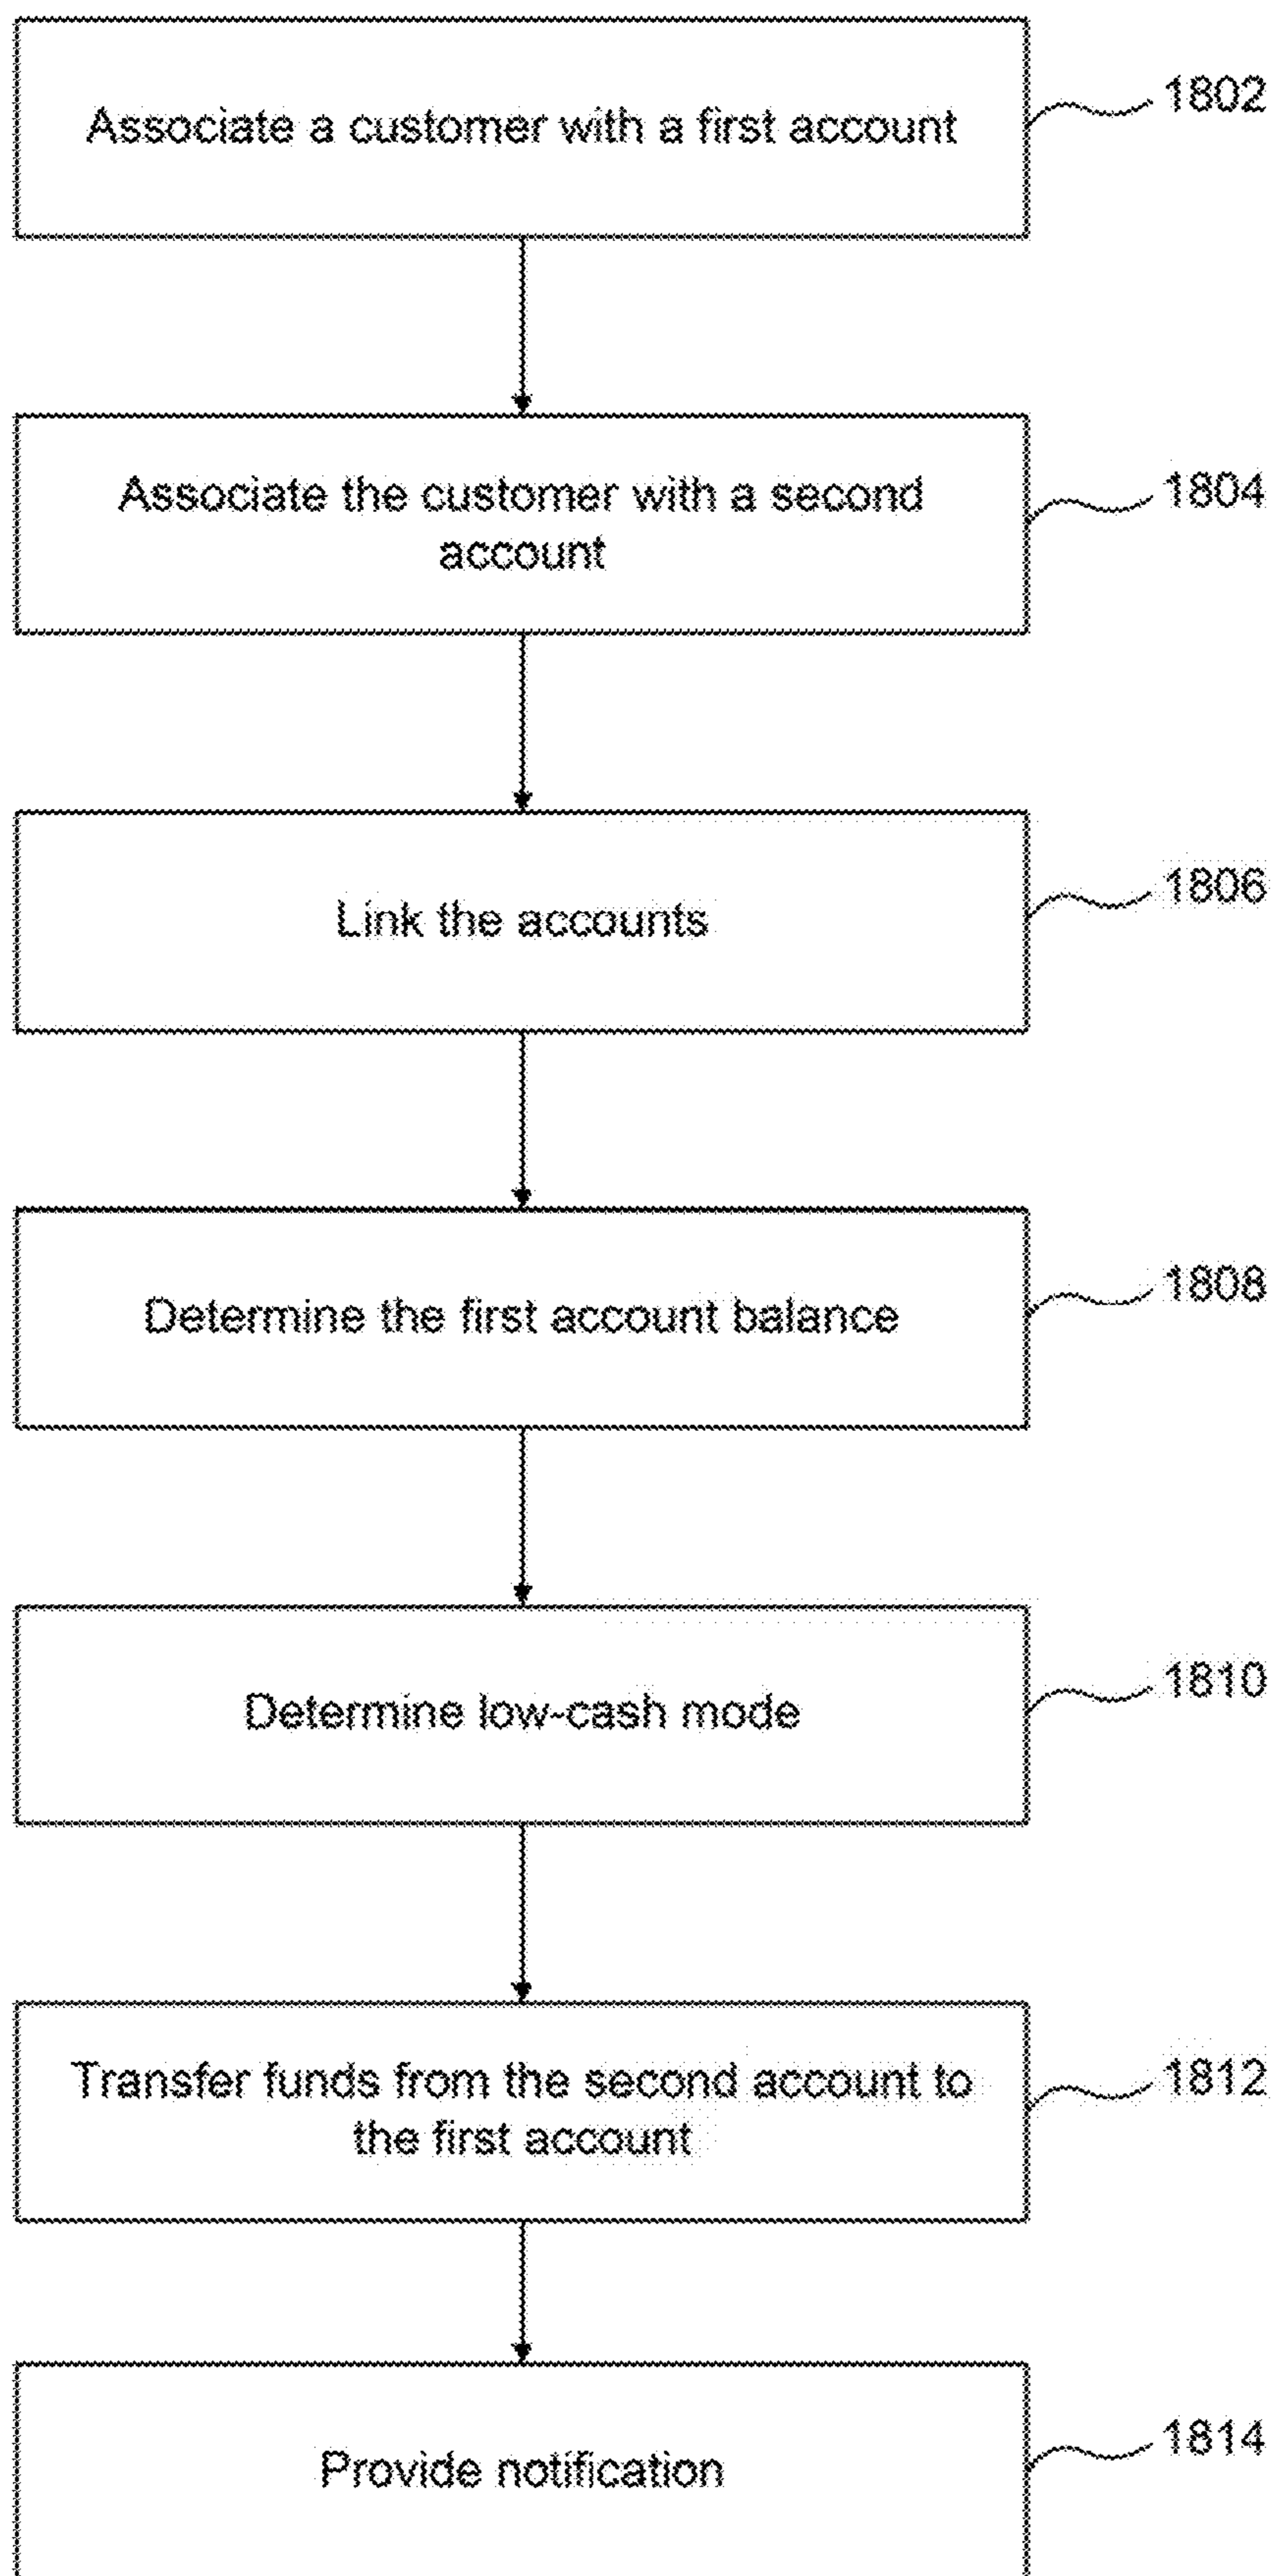 Associate a customer with a first account
1802
Associate the customer with a second
account
1804
Link the accounts
1806
Determine the first account balance
1808
Determine low-cash mode
1810
Transfer funds from the second account to
the first account
1812
Provide notification
1814